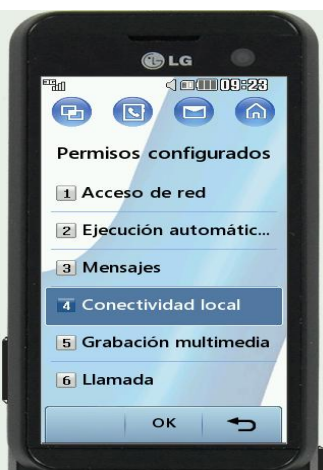 LG
3G
09:23
Permisos configurados
1 Acceso de red
2 Ejecución automátic...
3 Mensajes
4 Conectividad local
5 Grabación multimedia
6 Llamada
OK